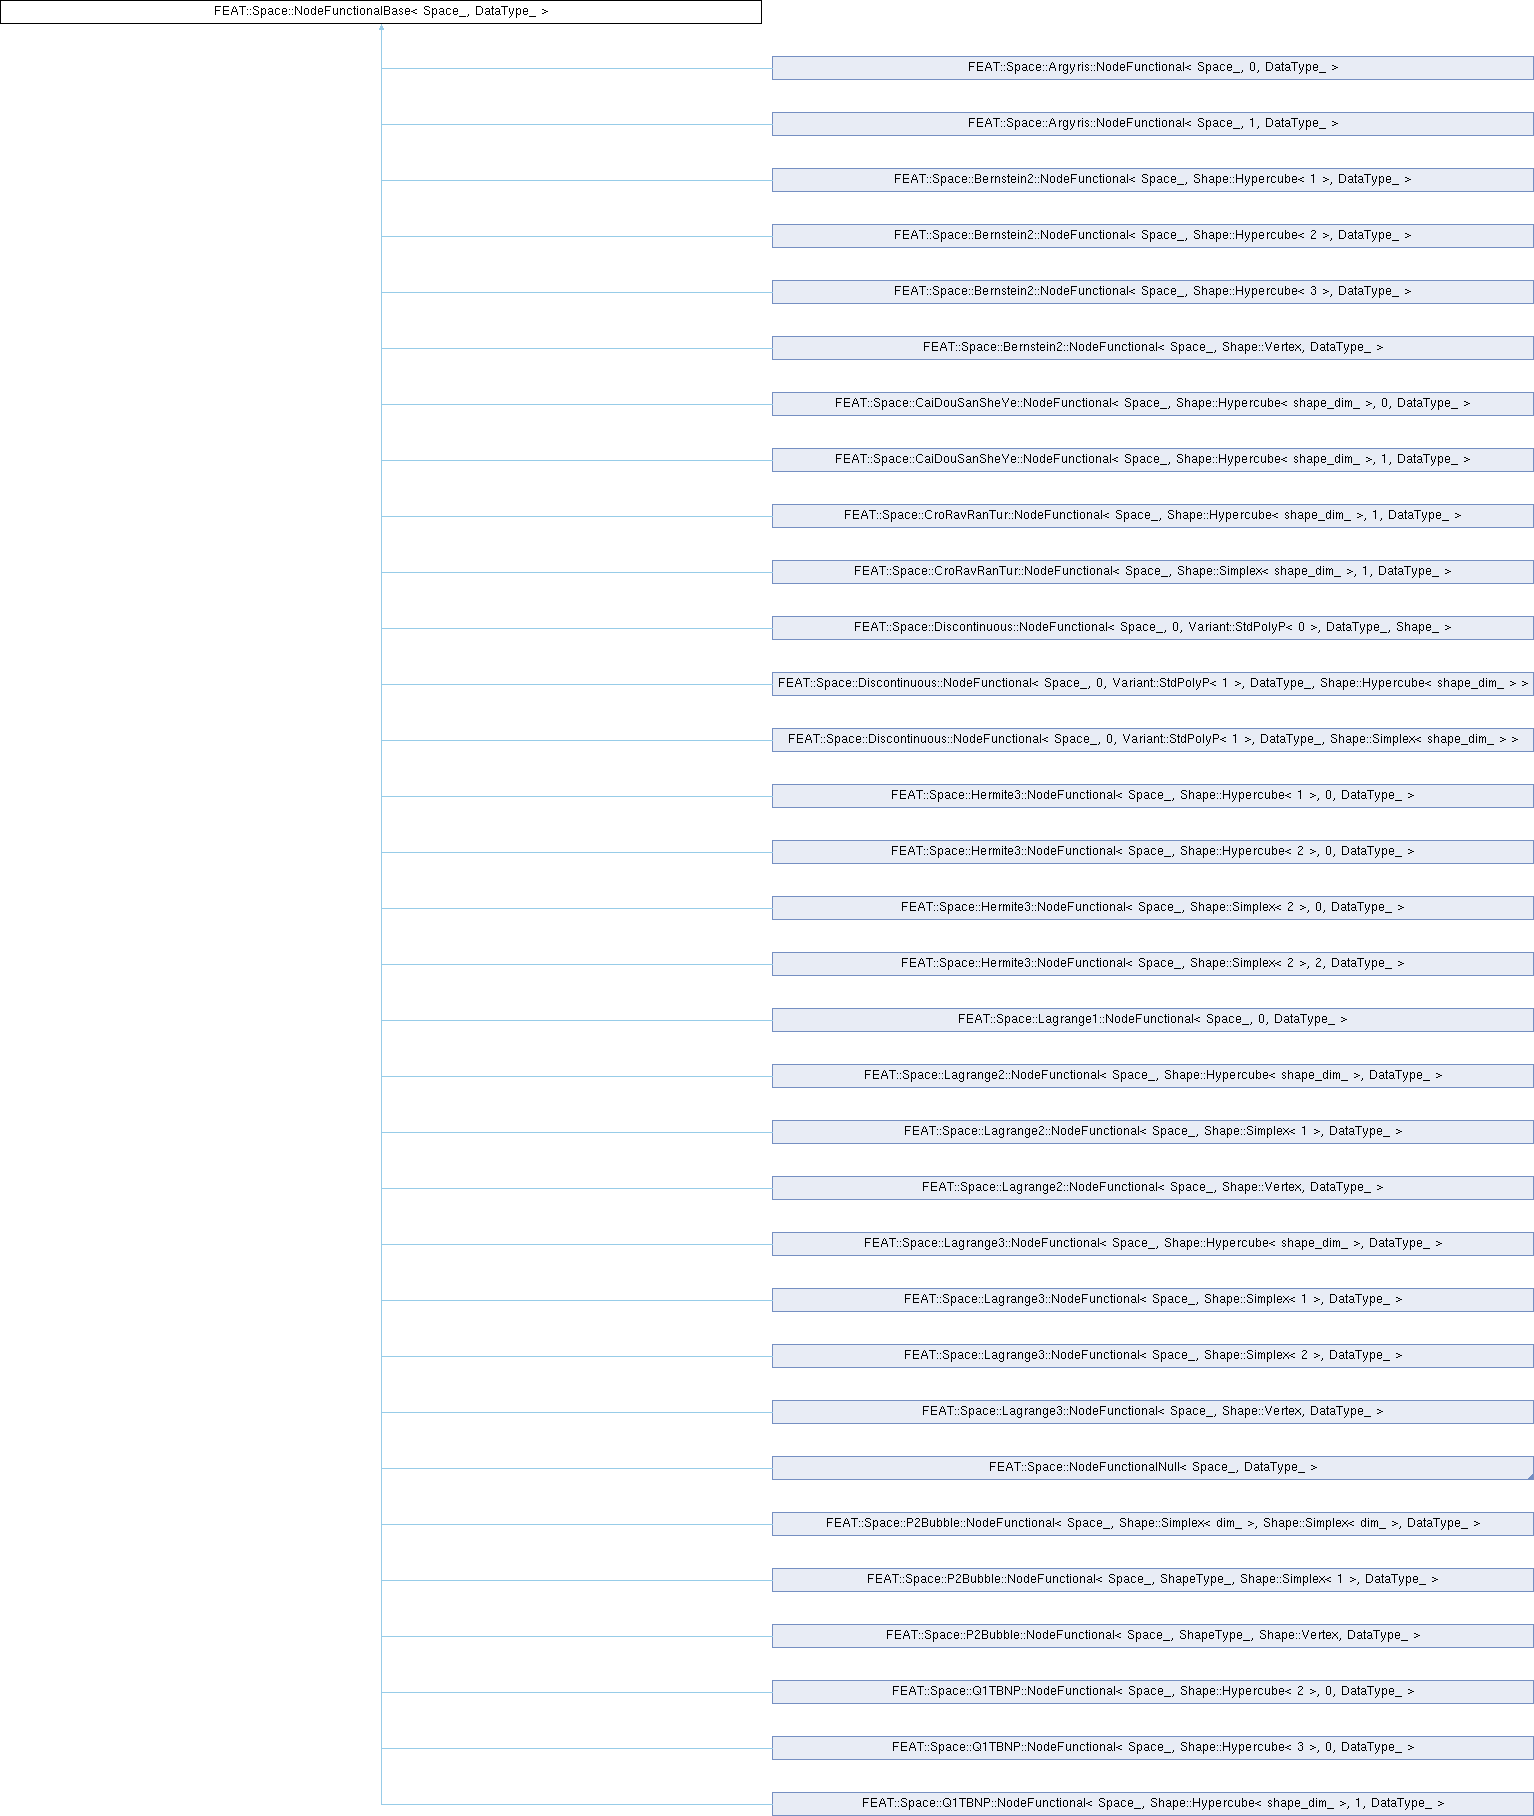 FEAT::Space::NodeFunctionalBase< Space_, DataType_ >
FEAT::Space::Argyris::NodeFunctional< Space_, 0, DataType_ >
FEAT::Space::Argyris::NodeFunctional< Space_, 1, DataType_ >
FEAT::Space::Bernstein2::NodeFunctional< Space_, Shape::Hypercube< 1 >, DataType_ >
FEAT::Space::Bernstein2::NodeFunctional< Space_, Shape::Hypercube< 2 >, DataType_ >
FEAT::Space::Bernstein2::NodeFunctional< Space_, Shape::Hypercube< 3 >, DataType_ >
FEAT::Space::Bernstein2::NodeFunctional< Space_, Shape::Vertex, DataType_ >
FEAT::Space::CaiDouSanSheYe::NodeFunctional< Space_, Shape::Hypercube< shape_dim_ >, 0, DataType_ >
FEAT::Space::CaiDouSanSheYe::NodeFunctional< Space_, Shape::Hypercube< shape_dim_ >, 1, DataType_ >
FEAT::Space::CroRavRanTur::NodeFunctional< Space_, Shape::Hypercube< shape_dim_ >, 1, DataType_ >
FEAT::Space::CroRavRanTur::NodeFunctional< Space_, Shape::Simplex< shape_dim_ >, 1, DataType_ >
FEAT::Space::Discontinuous::NodeFunctional< Space_, 0, Variant::StdPolyP< 0 >, DataType_, Shape_ >
FEAT::Space::Discontinuous::NodeFunctional< Space_, 0, Variant::StdPolyP< 1 >, DataType_, Shape::Hypercube< shape_dim_ > >
FEAT::Space::Discontinuous::NodeFunctional< Space_, 0, Variant::StdPolyP< 1 >, DataType_, Shape::Simplex< shape_dim_ > >
FEAT::Space::Hermite3::NodeFunctional< Space_, Shape::Hypercube< 1 >, 0, DataType_ >
FEAT::Space::Hermite3::NodeFunctional< Space_, Shape::Hypercube< 2 >, 0, DataType_ >
FEAT::Space::Hermite3::NodeFunctional< Space_, Shape::Simplex< 2 >, 0, DataType_ >
FEAT::Space::Hermite3::NodeFunctional< Space_, Shape::Simplex< 2 >, 2, DataType_ >
FEAT::Space::Lagrange1::NodeFunctional< Space_, 0, DataType_ >
FEAT::Space::Lagrange2::NodeFunctional< Space_, Shape::Hypercube< shape_dim_ >, DataType_ >
FEAT::Space::Lagrange2::NodeFunctional< Space_, Shape::Simplex< 1 >, DataType_ >
FEAT::Space::Lagrange2::NodeFunctional< Space_, Shape::Vertex, DataType_ >
FEAT::Space::Lagrange3::NodeFunctional< Space_, Shape::Hypercube< shape_dim_ >, DataType_ >
FEAT::Space::Lagrange3::NodeFunctional< Space_, Shape::Simplex< 1 >, DataType_ >
FEAT::Space::Lagrange3::NodeFunctional< Space_, Shape::Simplex< 2 >, DataType_ >
FEAT::Space::Lagrange3::NodeFunctional< Space_, Shape::Vertex, DataType_ >
FEAT::Space::NodeFunctionalNull< Space_, DataType_ >
FEAT::Space::P2Bubble::NodeFunctional< Space_, Shape::Simplex< dim_ >, Shape::Simplex< dim_ >, DataType_ >
FEAT::Space::P2Bubble::NodeFunctional< Space_, ShapeType_, Shape::Simplex< 1 >, DataType_ >
FEAT::Space::P2Bubble::NodeFunctional< Space_, ShapeType_, Shape::Vertex, DataType_ >
FEAT::Space::Q1TBNP::NodeFunctional< Space_, Shape::Hypercube< 2 >, 0, DataType_ >
FEAT::Space::Q1TBNP::NodeFunctional< Space_, Shape::Hypercube< 3 >, 0, DataType_ >
FEAT::Space::Q1TBNP::NodeFunctional< Space_, Shape::Hypercube< shape_dim_ >, 1, DataType_ >